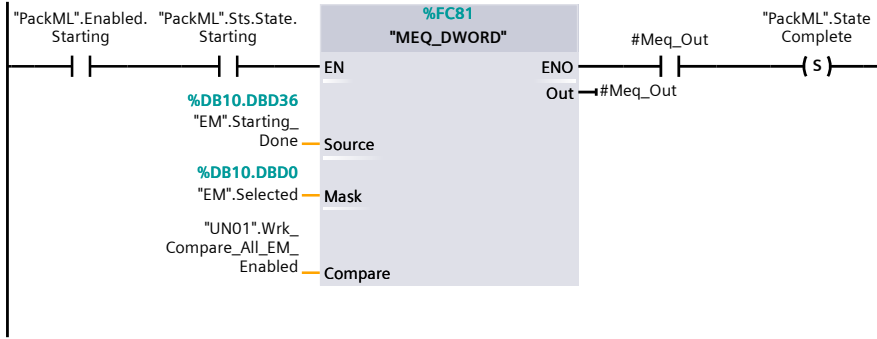 "PackML".Enabled.
Starting
"PackML".Sts.State.
Starting
%FC81
"MEQ_DWORD"
#Meq_Out
"PackML".State
Complete
EN
ENO
S
Out
#Meq_Out
%DB10.DBD36
"EM".Starting_
Done
Source
%DB10.DBD0
"EM".Selected
Mask
"UN01".Wrk_
Compare_All_EM_
Enabled
Compare